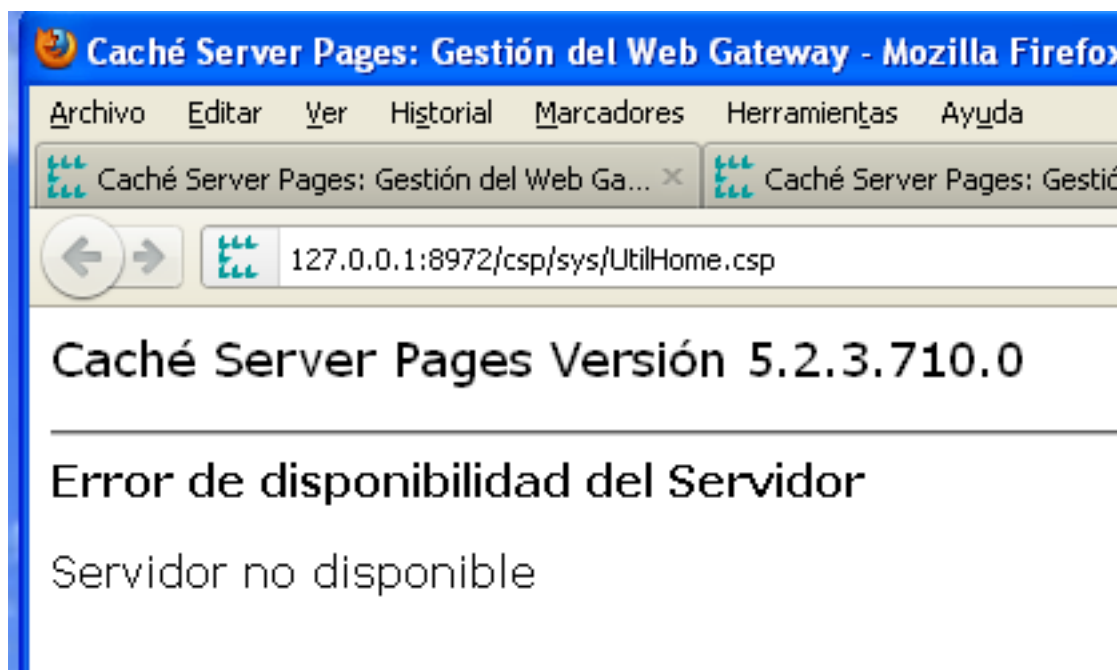 Caché Server Pages: Gestión del Web Gateway - Mozilla Firefox
Archivo Editar Ver Historial Marcadores Herramientas Ayuda
Caché Server Pages: Gestión del Web Ga... Caché Server Pages: Gestió
127.0.0.1:8972/csp/sys/UtilHome.csp
Caché Server Pages Versión 5.2.3.710.0
Error de disponibilidad del Servidor
Servidor no disponible